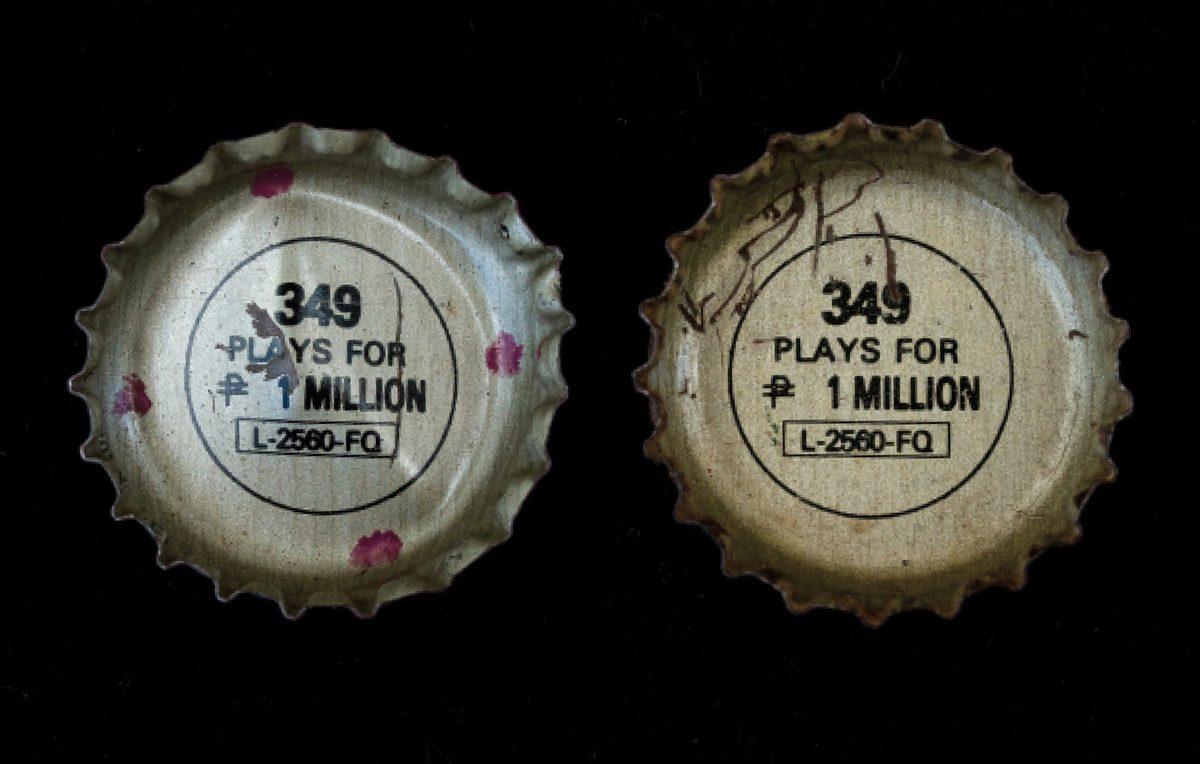 349
PLAYS FOR
₱ 1 MILLION
L-2560-FQ
349
PLAYS FOR
₱ 1 MILLION
L-2560-FQ